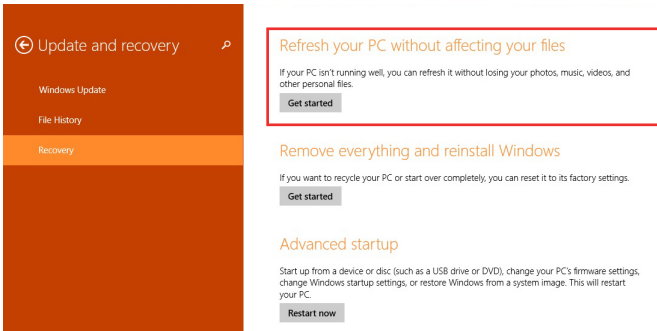 Update and recovery
Windows Update
File History
Recovery
Refresh your PC without affecting your files
If your PC isn't running well, you can refresh it without losing your photos, music, videos, and
other personal files.
Get started
Remove everything and reinstall Windows
If you want to recycle your PC or start over completely, you can reset it to its factory settings.
Get started
Advanced startup
Start up from a device or disc (such as a USB drive or DVD), change your PC's firmware settings,
change Windows startup settings, or restore Windows from a system image. This will restart
your PC.
Restart now